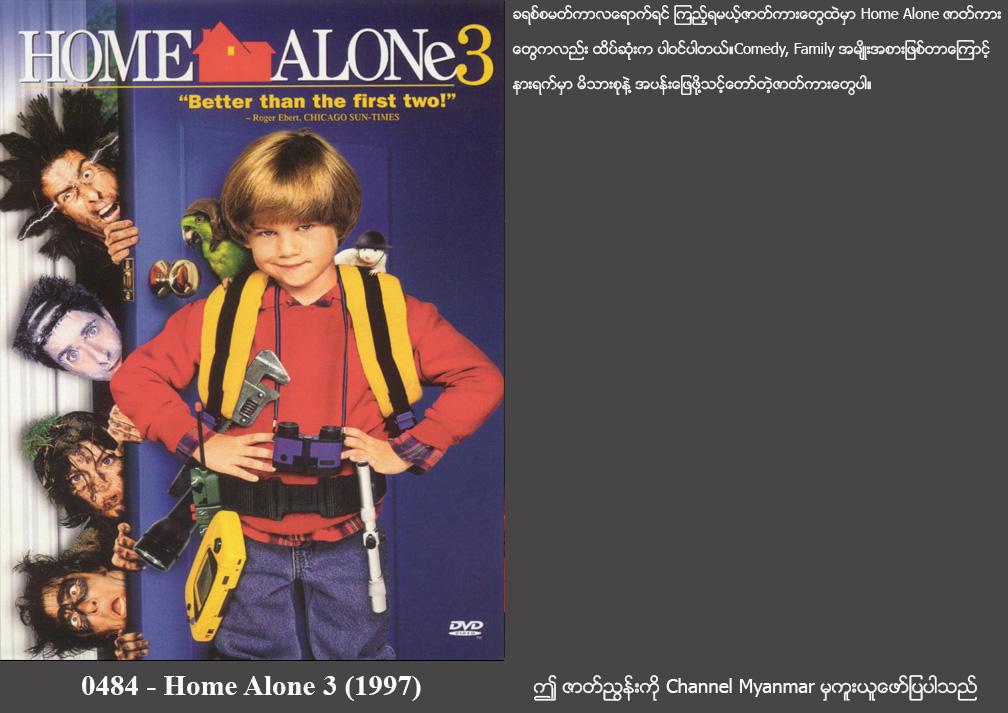 HOME ALONe 3
“Better than the first two!”
– Roger Ebert, CHICAGO SUN-TIMES
DVD
VIDEO
0484 - Home Alone 3 (1997)
ခရစ်စမတ်ကာလရောက်ရင် ကြည့်ရမယ့်ဇာတ်ကားတွေထဲမှာ Home Alone ဇာတ်ကား
တွေကလည်း ထိပ်ဆုံးက ပါဝင်ပါတယ်။Comedy, Family အမျိုးအစားဖြစ်တာကြောင့်
နားရက်မှာ မိသားစုနဲ့ အပန်းဖြေဖို့သင့်တော်တဲ့ဇာတ်ကားတွေပါ။
ဤ ဇာတ်ညွှန်းကို Channel Myanmar မှကူးယူဖော်ပြပါသည်